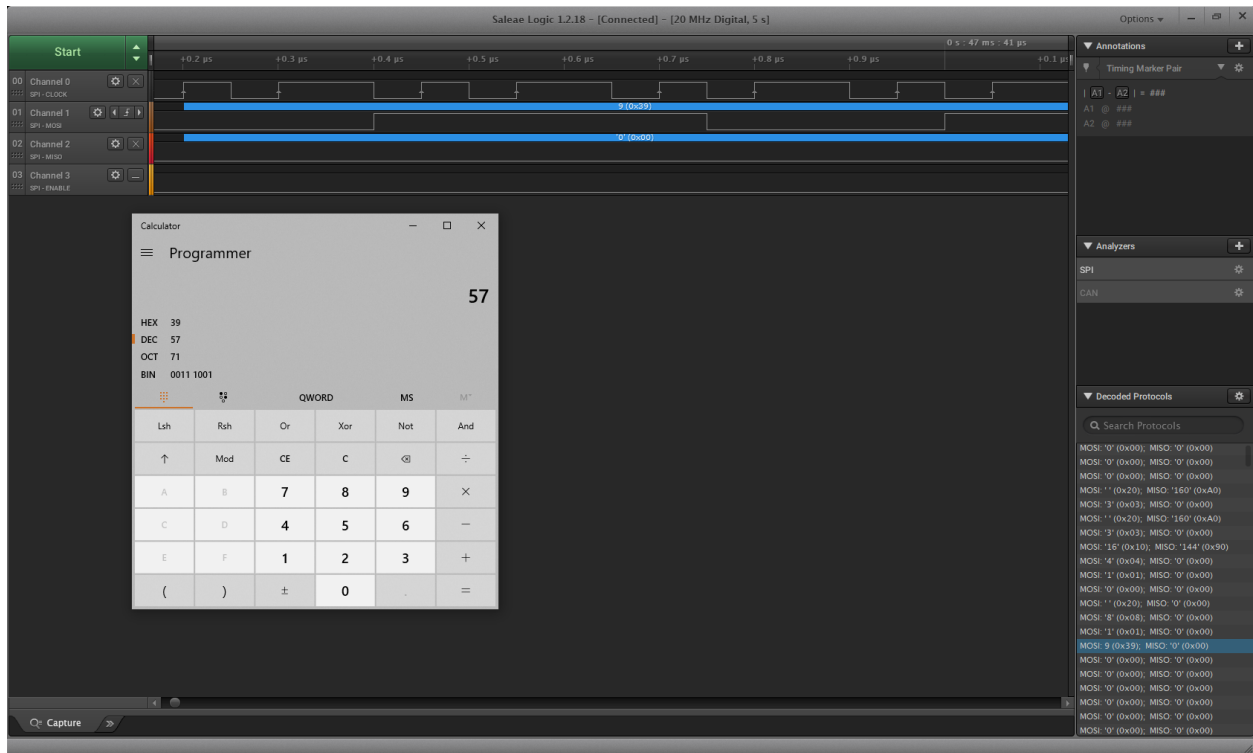 Saleae Logic 1.2.18 - [Connected] - [20 MHz Digital, 5 s]
Options
Start
0 s : 47 ms : 41 µs
+0.2 µs +0.3 µs +0.4 µs +0.5 µs +0.6 µs +0.7 µs +0.8 µs +0.9 µs +0.1 µs
00 Channel 0
SPI - CLOCK
9 (0x39)
01 Channel 1
SPI - MOSI
'0' (0x00)
02 Channel 2
SPI - MISO
03 Channel 3
SPI - ENABLE
Calculator
Programmer
57
HEX 39
DEC 57
OCT 71
BIN 0011 1001
QWORD MS M˅
Lsh Rsh Or Xor Not And
↑ Mod CE C ⌫ ÷
A B 7 8 9 ×
C D 4 5 6 −
E F 1 2 3 +
( ) ± 0 . =
Annotations
Timing Marker Pair
| A1 - A2 | = ###
A1 @ ###
A2 @ ###
Analyzers
SPI
CAN
Decoded Protocols
Search Protocols
MOSI: '0' (0x00); MISO: '0' (0x00)
MOSI: '0' (0x00); MISO: '0' (0x00)
MOSI: '0' (0x00); MISO: '0' (0x00)
MOSI: ' ' (0x20); MISO: '160' (0xA0)
MOSI: '3' (0x03); MISO: '0' (0x00)
MOSI: ' ' (0x20); MISO: '160' (0xA0)
MOSI: '3' (0x03); MISO: '0' (0x00)
MOSI: '16' (0x10); MISO: '144' (0x90)
MOSI: '4' (0x04); MISO: '0' (0x00)
MOSI: '1' (0x01); MISO: '0' (0x00)
MOSI: '0' (0x00); MISO: '0' (0x00)
MOSI: ' ' (0x20); MISO: '0' (0x00)
MOSI: '8' (0x08); MISO: '0' (0x00)
MOSI: '1' (0x01); MISO: '0' (0x00)
MOSI: 9 (0x39); MISO: '0' (0x00)
MOSI: '0' (0x00); MISO: '0' (0x00)
MOSI: '0' (0x00); MISO: '0' (0x00)
MOSI: '0' (0x00); MISO: '0' (0x00)
MOSI: '0' (0x00); MISO: '0' (0x00)
MOSI: '0' (0x00); MISO: '0' (0x00)
MOSI: '0' (0x00); MISO: '0' (0x00)
Capture